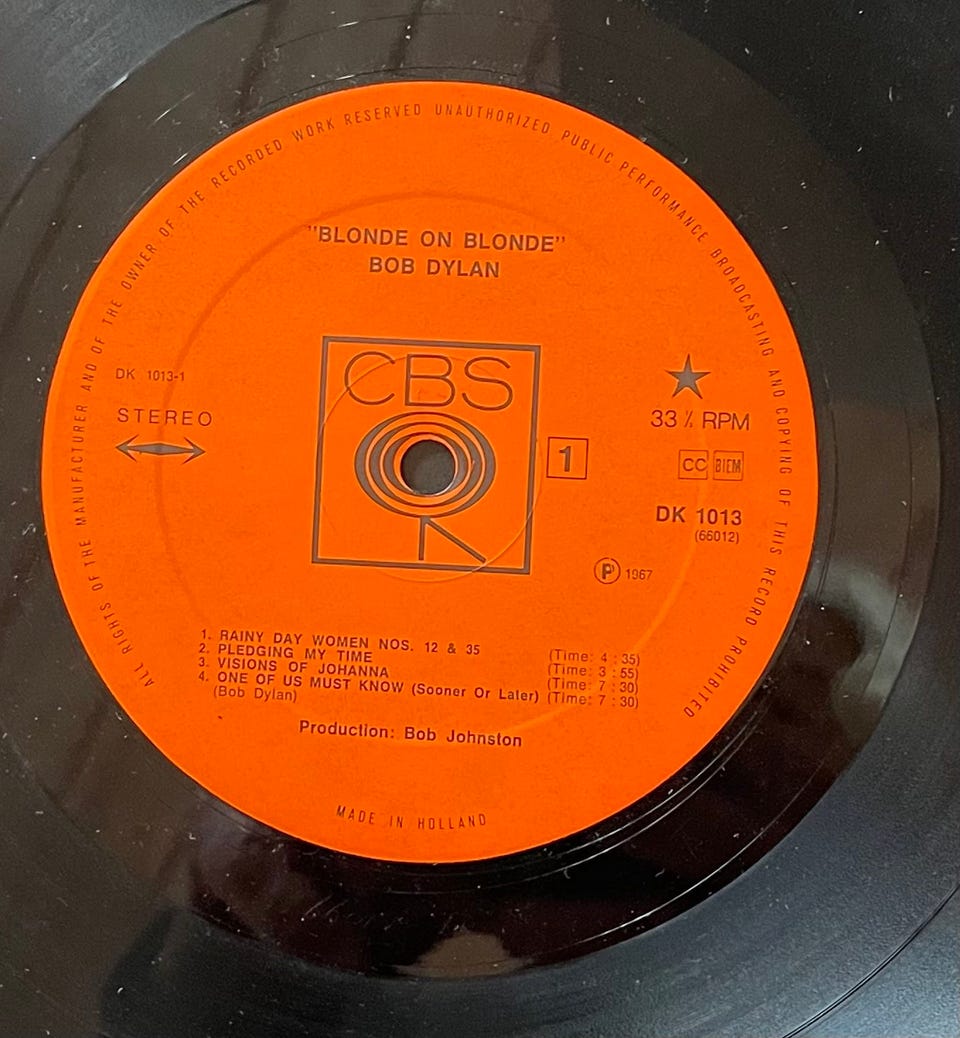 ALL RIGHTS OF THE MANUFACTURER AND OF THE OWNER OF THE RECORDED WORK RESERVED UNAUTHORIZED PUBLIC PERFORMANCE BROADCASTING AND COPYING OF THIS RECORD PROHIBITED
"BLONDE ON BLONDE"
BOB DYLAN
CBS
DK 1013-1
STEREO
1
33⅓ RPM
CC BIEM
DK 1013
(66012)
Ⓟ 1967
1. RAINY DAY WOMEN NOS. 12 & 35 (Time: 4 : 35)
2. PLEDGING MY TIME (Time: 3 : 55)
3. VISIONS OF JOHANNA (Time: 7 : 30)
4. ONE OF US MUST KNOW (Sooner Or Later) (Time: 7 : 30)
(Bob Dylan)
Production: Bob Johnston
MADE IN HOLLAND